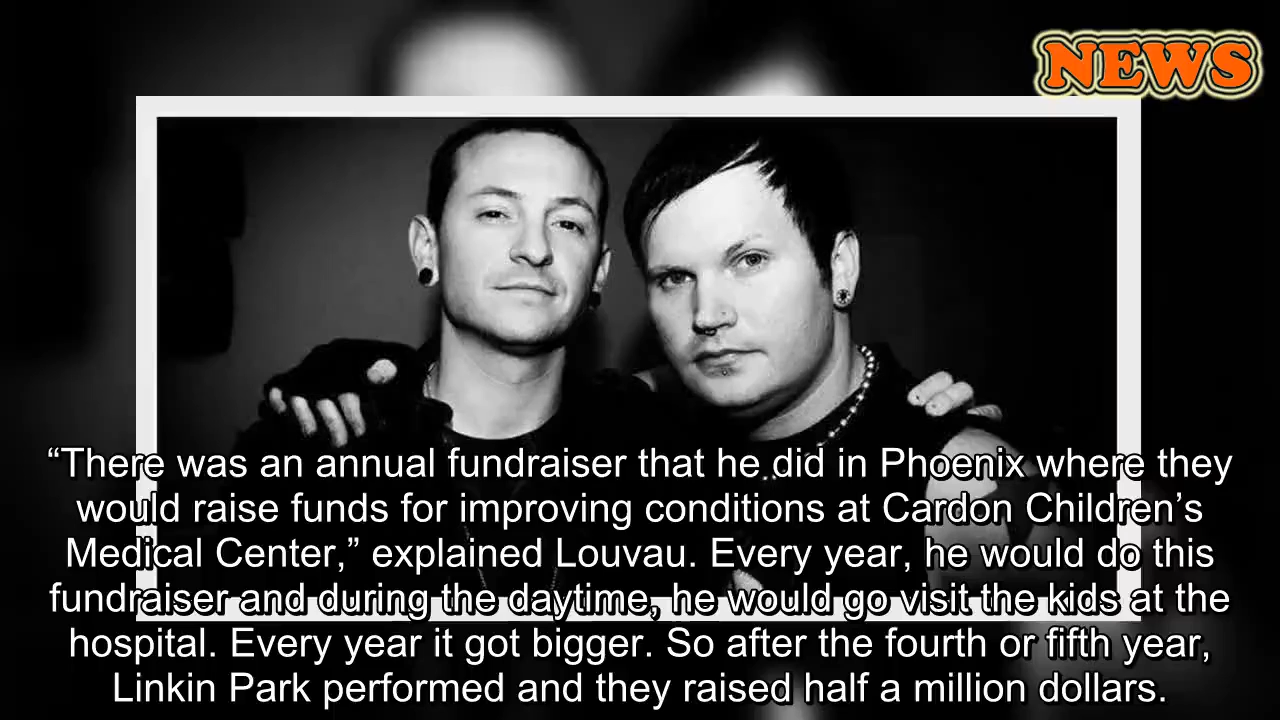 NEWS
“There was an annual fundraiser that he did in Phoenix where they
would raise funds for improving conditions at Cardon Children’s
Medical Center,” explained Louvau. Every year, he would do this
fundraiser and during the daytime, he would go visit the kids at the
hospital. Every year it got bigger. So after the fourth or fifth year,
Linkin Park performed and they raised half a million dollars.